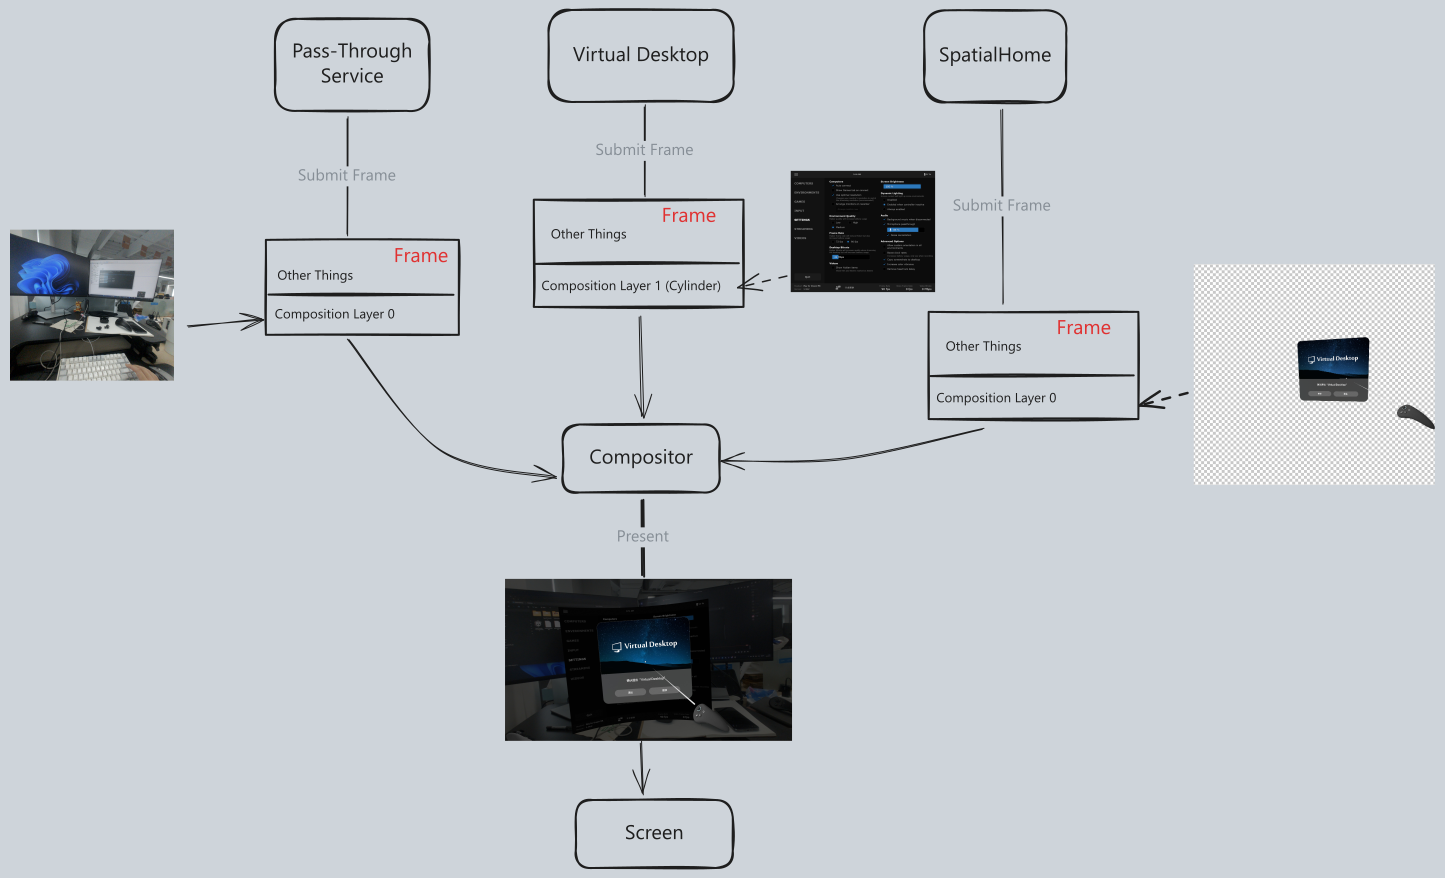 Pass-Through
Service
Virtual Desktop
SpatialHome
Submit Frame
Submit Frame
Submit Frame
Frame
Other Things
Composition Layer 0
Frame
Other Things
Composition Layer 1 (Cylinder)
Frame
Other Things
Composition Layer 0
Virtual Desktop
Compositor
Present
Virtual Desktop
Screen